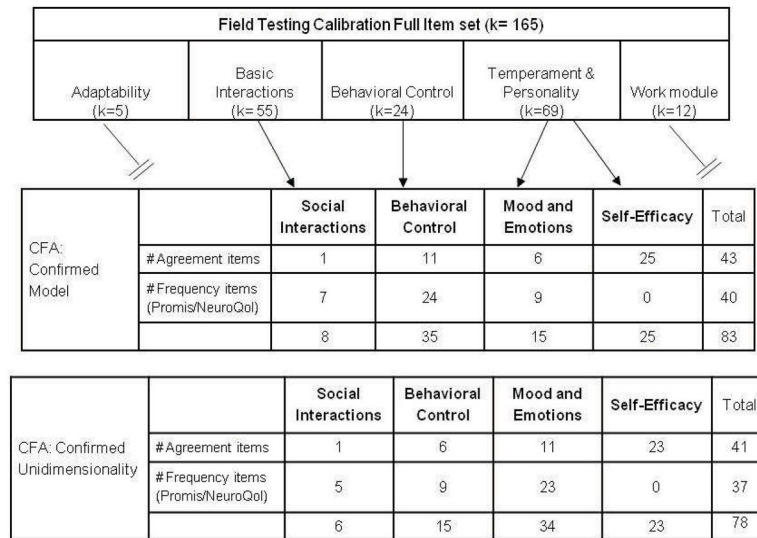 Field Testing Calibration Full Item set (k= 165)
Adaptability
(k=5)
Basic
Interactions
(k= 55)
Behavioral Control
(k=24)
Temperament &
Personality
(k=69)
Work module
(k=12)
CFA:
Confirmed
Model
Social
Interactions
Behavioral
Control
Mood and
Emotions
Self-Efficacy
Total
# Agreement items
1
11
6
25
43
# Frequency items
(Promis/NeuroQol)
7
24
9
0
40
8
35
15
25
83
CFA: Confirmed
Unidimensionality
Social
Interactions
Behavioral
Control
Mood and
Emotions
Self-Efficacy
Total
# Agreement items
1
6
11
23
41
# Frequency items
(Promis/NeuroQol)
5
9
23
0
37
6
15
34
23
78